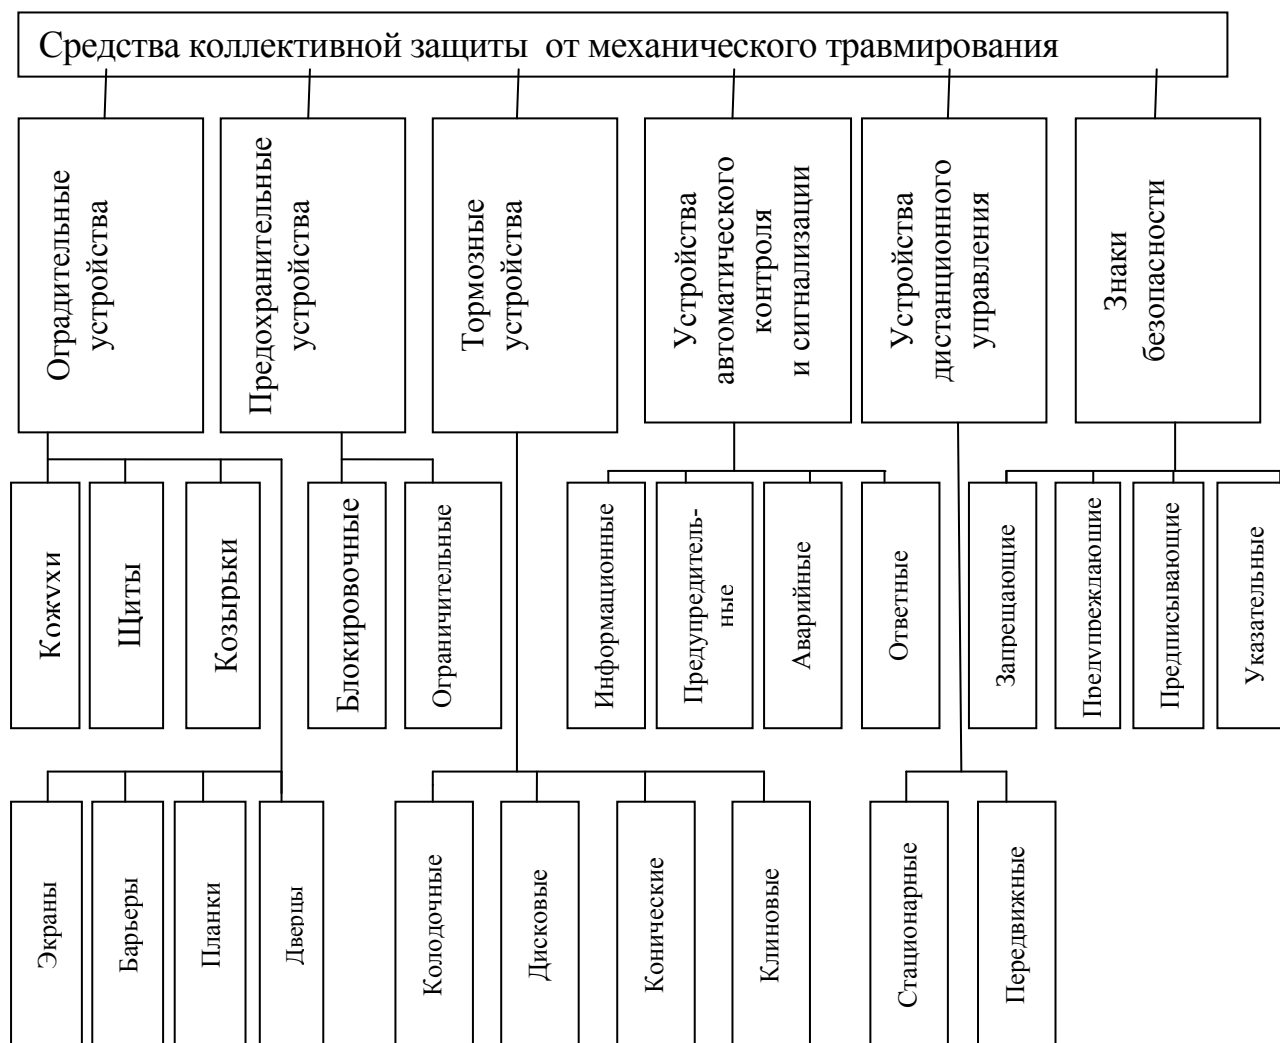 Средства коллективной защиты от механического травмирования
Оградительные
устройства
Предохранительные
устройства
Тормозные
устройства
Устройства
автоматического
контроля
и сигнализации
Устройства
дистанционного
управления
Знаки
безопасности
Кожухи
Щиты
Козырьки
Блокировочные
Ограничительные
Информационные
Предупредитель-
ные
Аварийные
Ответные
Запрещающие
Предупреждающие
Предписывающие
Указательные
Экраны
Барьеры
Планки
Дверцы
Колодочные
Дисковые
Конические
Клиновые
Стационарные
Передвижные